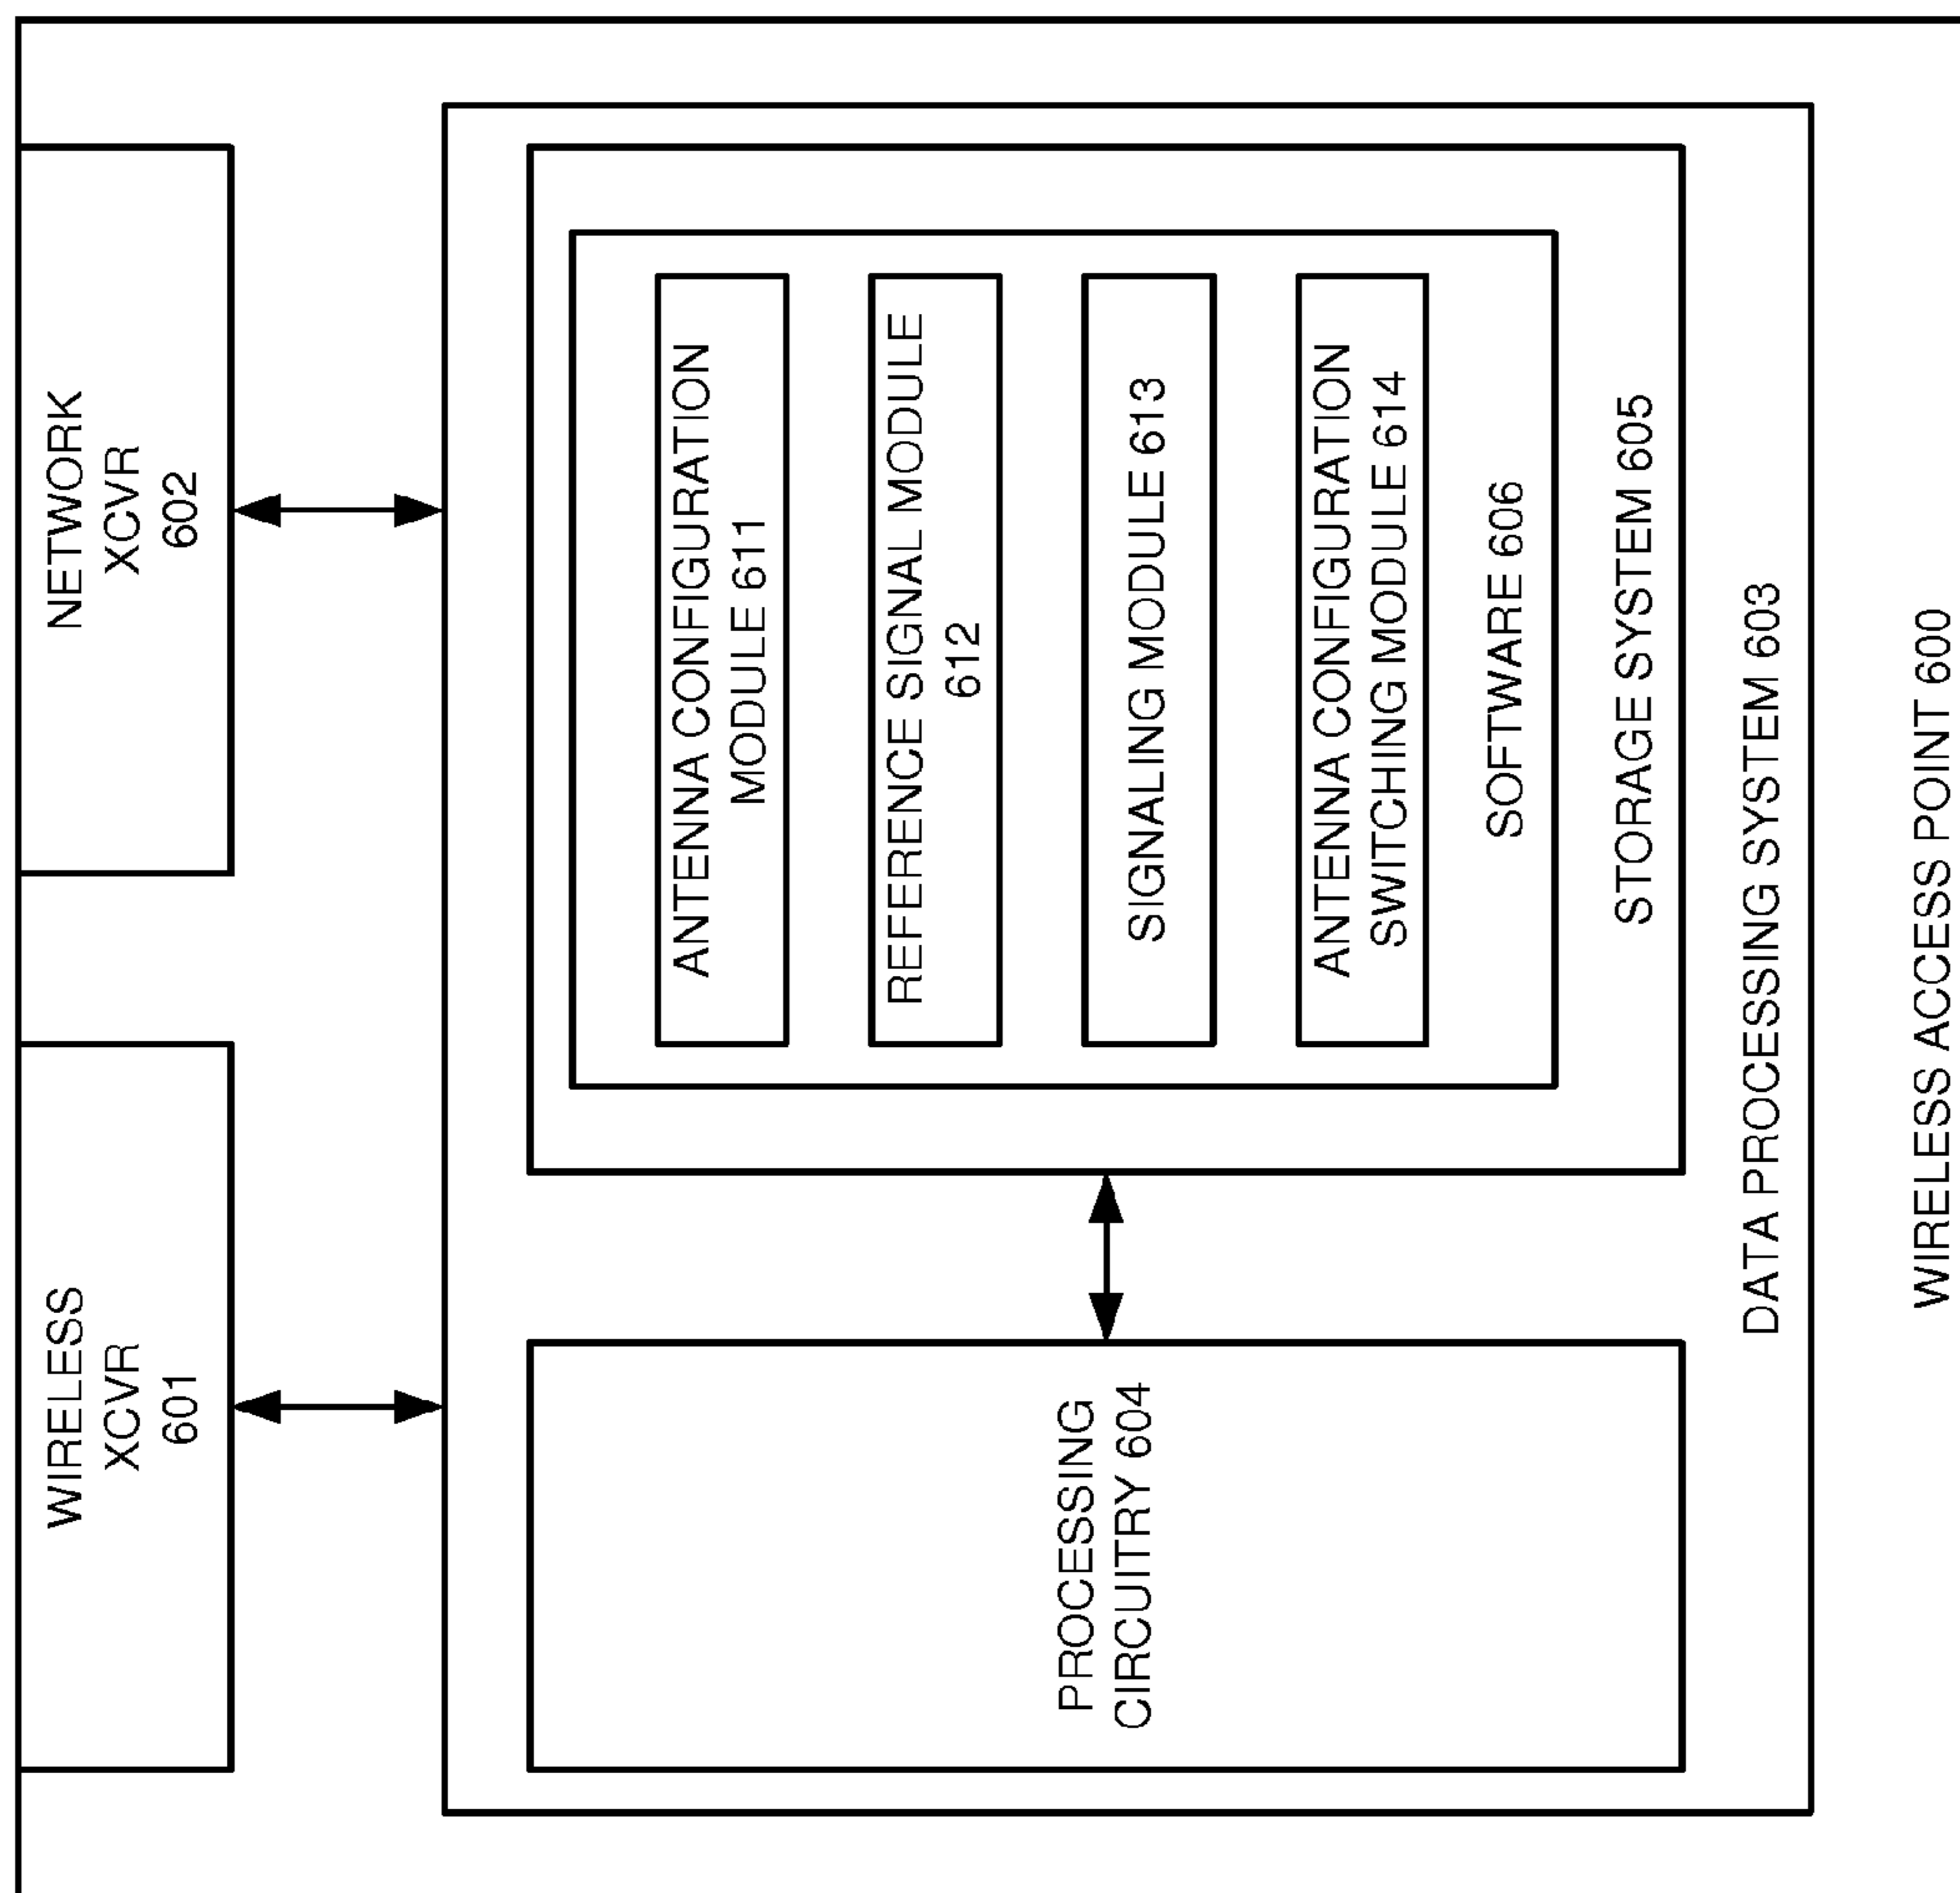 WIRELESS
XCVR
601
NETWORK
XCVR
602
PROCESSING
CIRCUITRY 604
ANTENNA CONFIGURATION
MODULE 611
REFERENCE SIGNAL MODULE
612
SIGNALING MODULE 613
ANTENNA CONFIGURATION
SWITCHING MODULE 614
SOFTWARE 606
STORAGE SYSTEM 605
DATA PROCESSING SYSTEM 603
WIRELESS ACCESS POINT 600